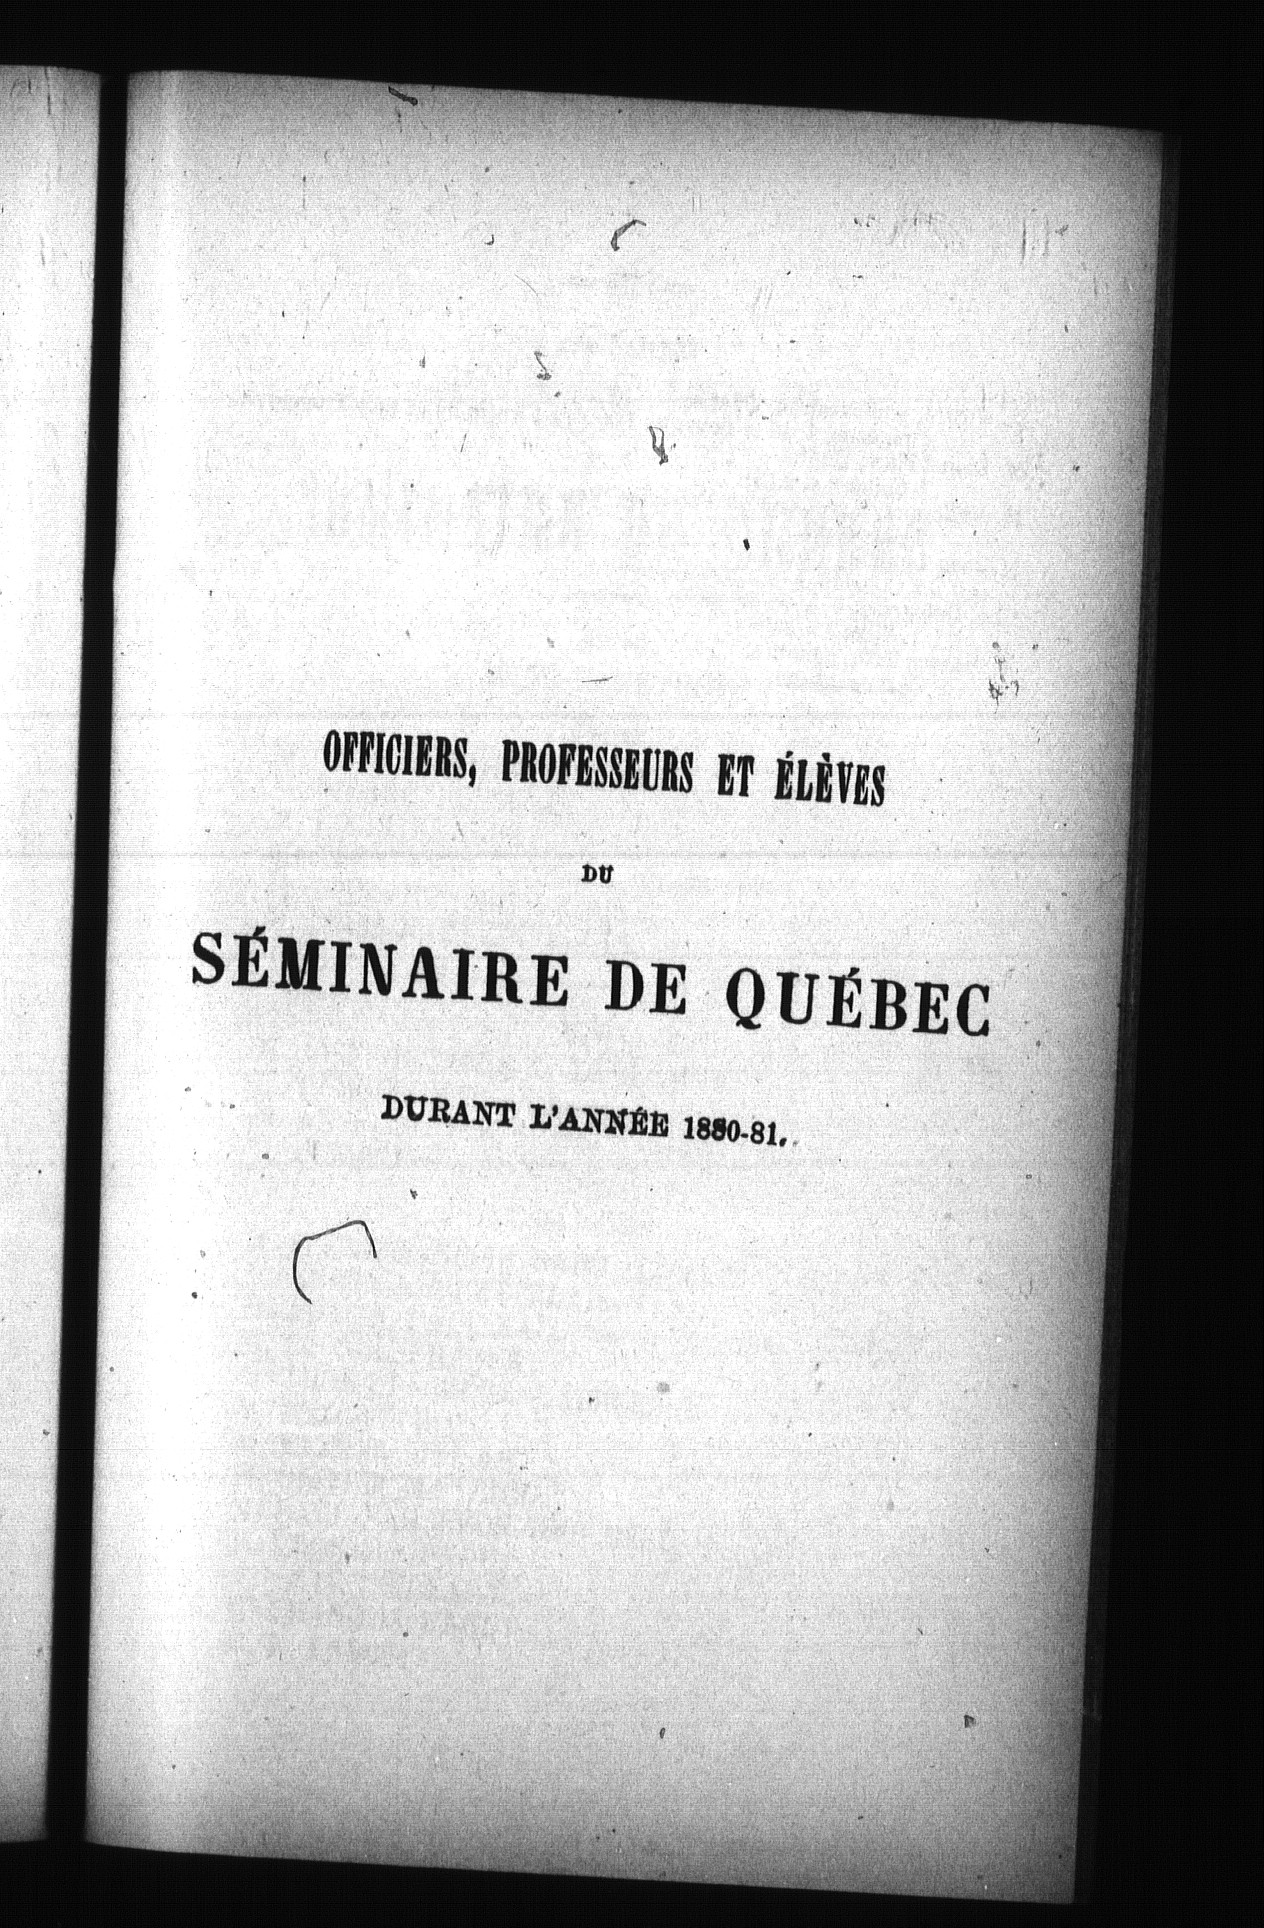 OFFICIERS, PROFESSEURS ET ÉLÈVES
DU
SÉMINAIRE DE QUÉBEC
DURANT L'ANNÉE 1880-81.